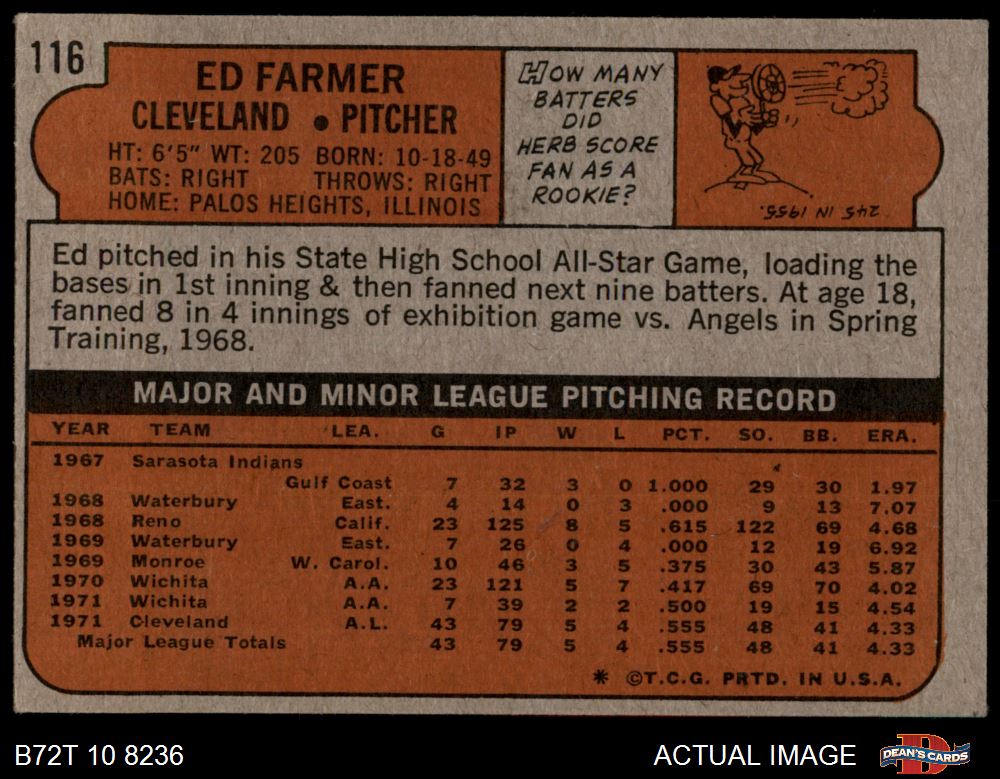 116
ED FARMER
CLEVELAND • PITCHER
HT: 6'5" WT: 205 BORN: 10-18-49
BATS: RIGHT THROWS: RIGHT
HOME: PALOS HEIGHTS, ILLINOIS
HOW MANY
BATTERS
DID
HERB SCORE
FAN AS A
ROOKIE?
245 IN 1955.
Ed pitched in his State High School All-Star Game, loading the
bases in 1st inning & then fanned next nine batters. At age 18,
fanned 8 in 4 innings of exhibition game vs. Angels in Spring
Training, 1968.
MAJOR AND MINOR LEAGUE PITCHING RECORD
YEAR TEAM LEA. G IP W L PCT. SO. BB. ERA.
1967 Sarasota Indians
Gulf Coast 7 32 3 0 1.000 29 30 1.97
1968 Waterbury East. 4 14 0 3 .000 9 13 7.07
1968 Reno Calif. 23 125 8 5 .615 122 69 4.68
1969 Waterbury East. 7 26 0 4 .000 12 19 6.92
1969 Monroe W. Carol. 10 46 3 5 .375 30 43 5.87
1970 Wichita A.A. 23 121 5 7 .417 69 70 4.02
1971 Wichita A.A. 7 39 2 2 .500 19 15 4.54
1971 Cleveland A.L. 43 79 5 4 .555 48 41 4.33
Major League Totals 43 79 5 4 .555 48 41 4.33
* ©T.C.G. PRTD. IN U.S.A.
B72T 10 8236
ACTUAL IMAGE
DEAN'S CARDS